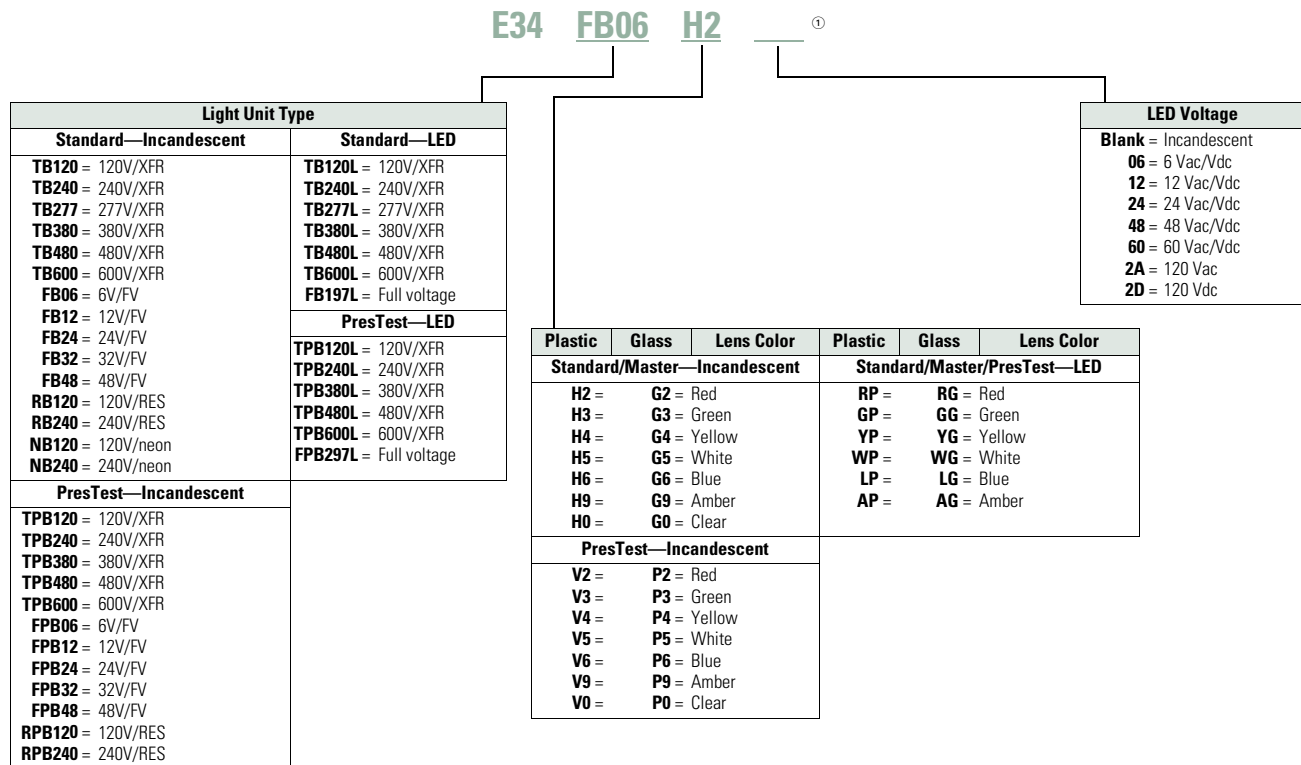 E34 FB06 H2 ___ ①
Light Unit Type
Standard—Incandescent
TB120 = 120V/XFR
TB240 = 240V/XFR
TB277 = 277V/XFR
TB380 = 380V/XFR
TB480 = 480V/XFR
TB600 = 600V/XFR
FB06 = 6V/FV
FB12 = 12V/FV
FB24 = 24V/FV
FB32 = 32V/FV
FB48 = 48V/FV
RB120 = 120V/RES
RB240 = 240V/RES
NB120 = 120V/neon
NB240 = 240V/neon
PresTest—Incandescent
TPB120 = 120V/XFR
TPB240 = 240V/XFR
TPB380 = 380V/XFR
TPB480 = 480V/XFR
TPB600 = 600V/XFR
FPB06 = 6V/FV
FPB12 = 12V/FV
FPB24 = 24V/FV
FPB32 = 32V/FV
FPB48 = 48V/FV
RPB120 = 120V/RES
RPB240 = 240V/RES
Standard—LED
TB120L = 120V/XFR
TB240L = 240V/XFR
TB277L = 277V/XFR
TB380L = 380V/XFR
TB480L = 480V/XFR
TB600L = 600V/XFR
FB197L = Full voltage
PresTest—LED
TPB120L = 120V/XFR
TPB240L = 240V/XFR
TPB380L = 380V/XFR
TPB480L = 480V/XFR
TPB600L = 600V/XFR
FPB297L = Full voltage
Plastic Glass Lens Color
Standard/Master—Incandescent
H2 = G2 = Red
H3 = G3 = Green
H4 = G4 = Yellow
H5 = G5 = White
H6 = G6 = Blue
H9 = G9 = Amber
H0 = G0 = Clear
PresTest—Incandescent
V2 = P2 = Red
V3 = P3 = Green
V4 = P4 = Yellow
V5 = P5 = White
V6 = P6 = Blue
V9 = P9 = Amber
V0 = P0 = Clear
Plastic Glass Lens Color
Standard/Master/PresTest—LED
RP = RG = Red
GP = GG = Green
YP = YG = Yellow
WP = WG = White
LP = LG = Blue
AP = AG = Amber
LED Voltage
Blank = Incandescent
06 = 6 Vac/Vdc
12 = 12 Vac/Vdc
24 = 24 Vac/Vdc
48 = 48 Vac/Vdc
60 = 60 Vac/Vdc
2A = 120 Vac
2D = 120 Vdc